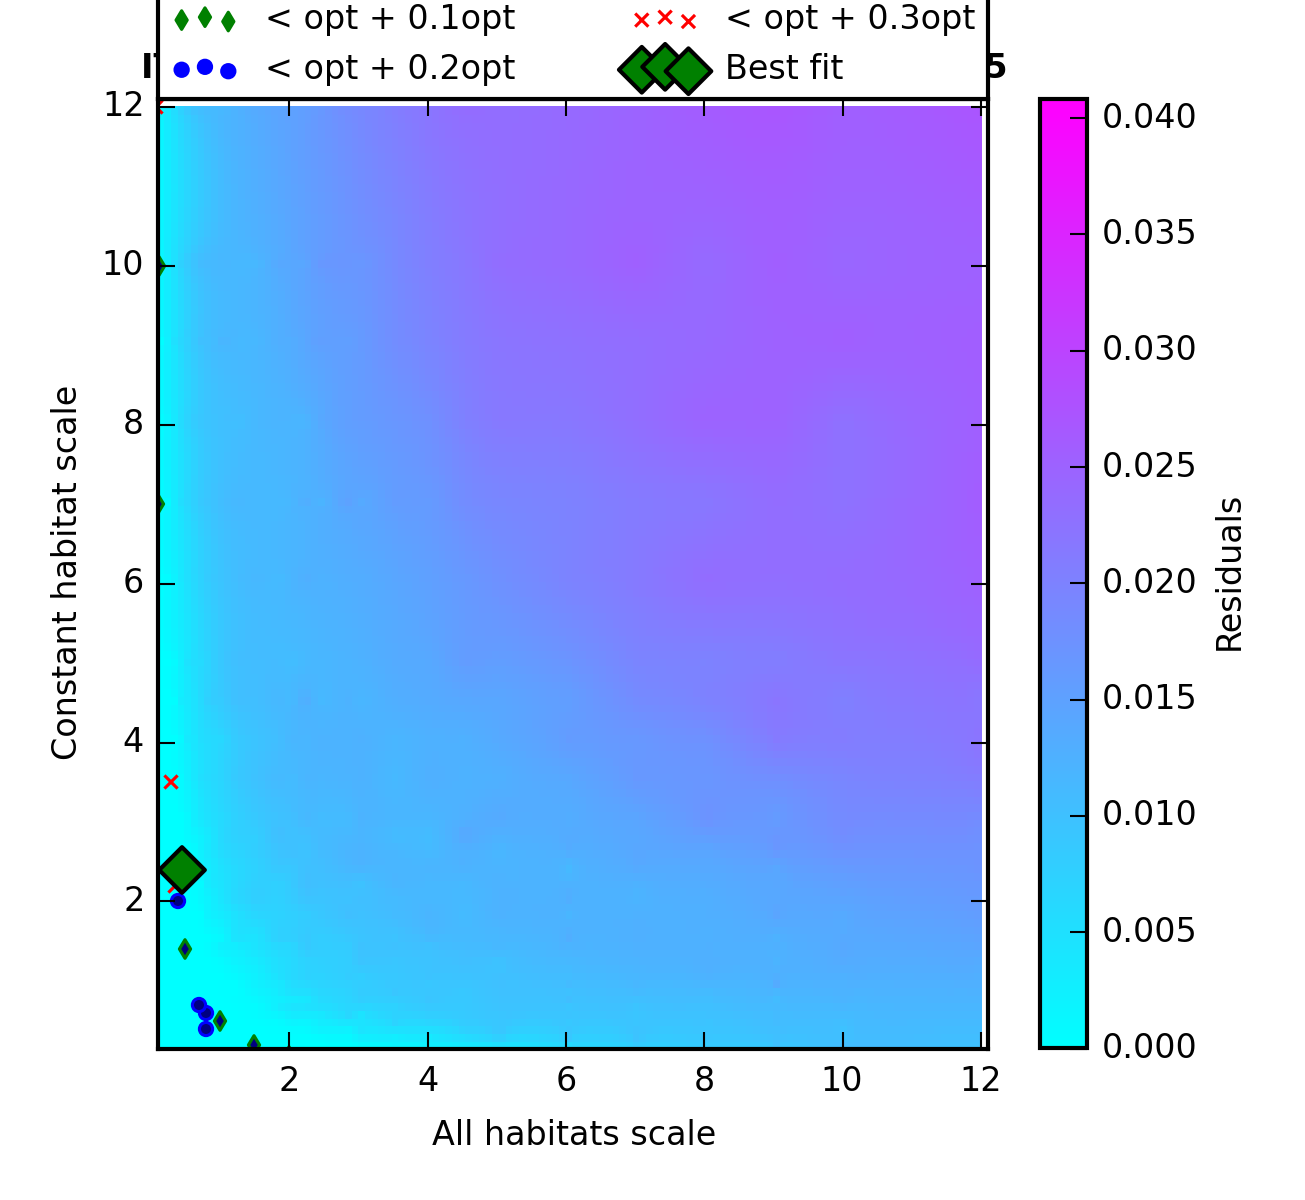 < opt + 0.1opt
< opt + 0.3opt
< opt + 0.2opt
Best fit
5
12
10
8
6
4
2
Constant habitat scale
2 4 6 8 10 12
All habitats scale
0.040
0.035
0.030
0.025
0.020
0.015
0.010
0.005
0.000
Residuals